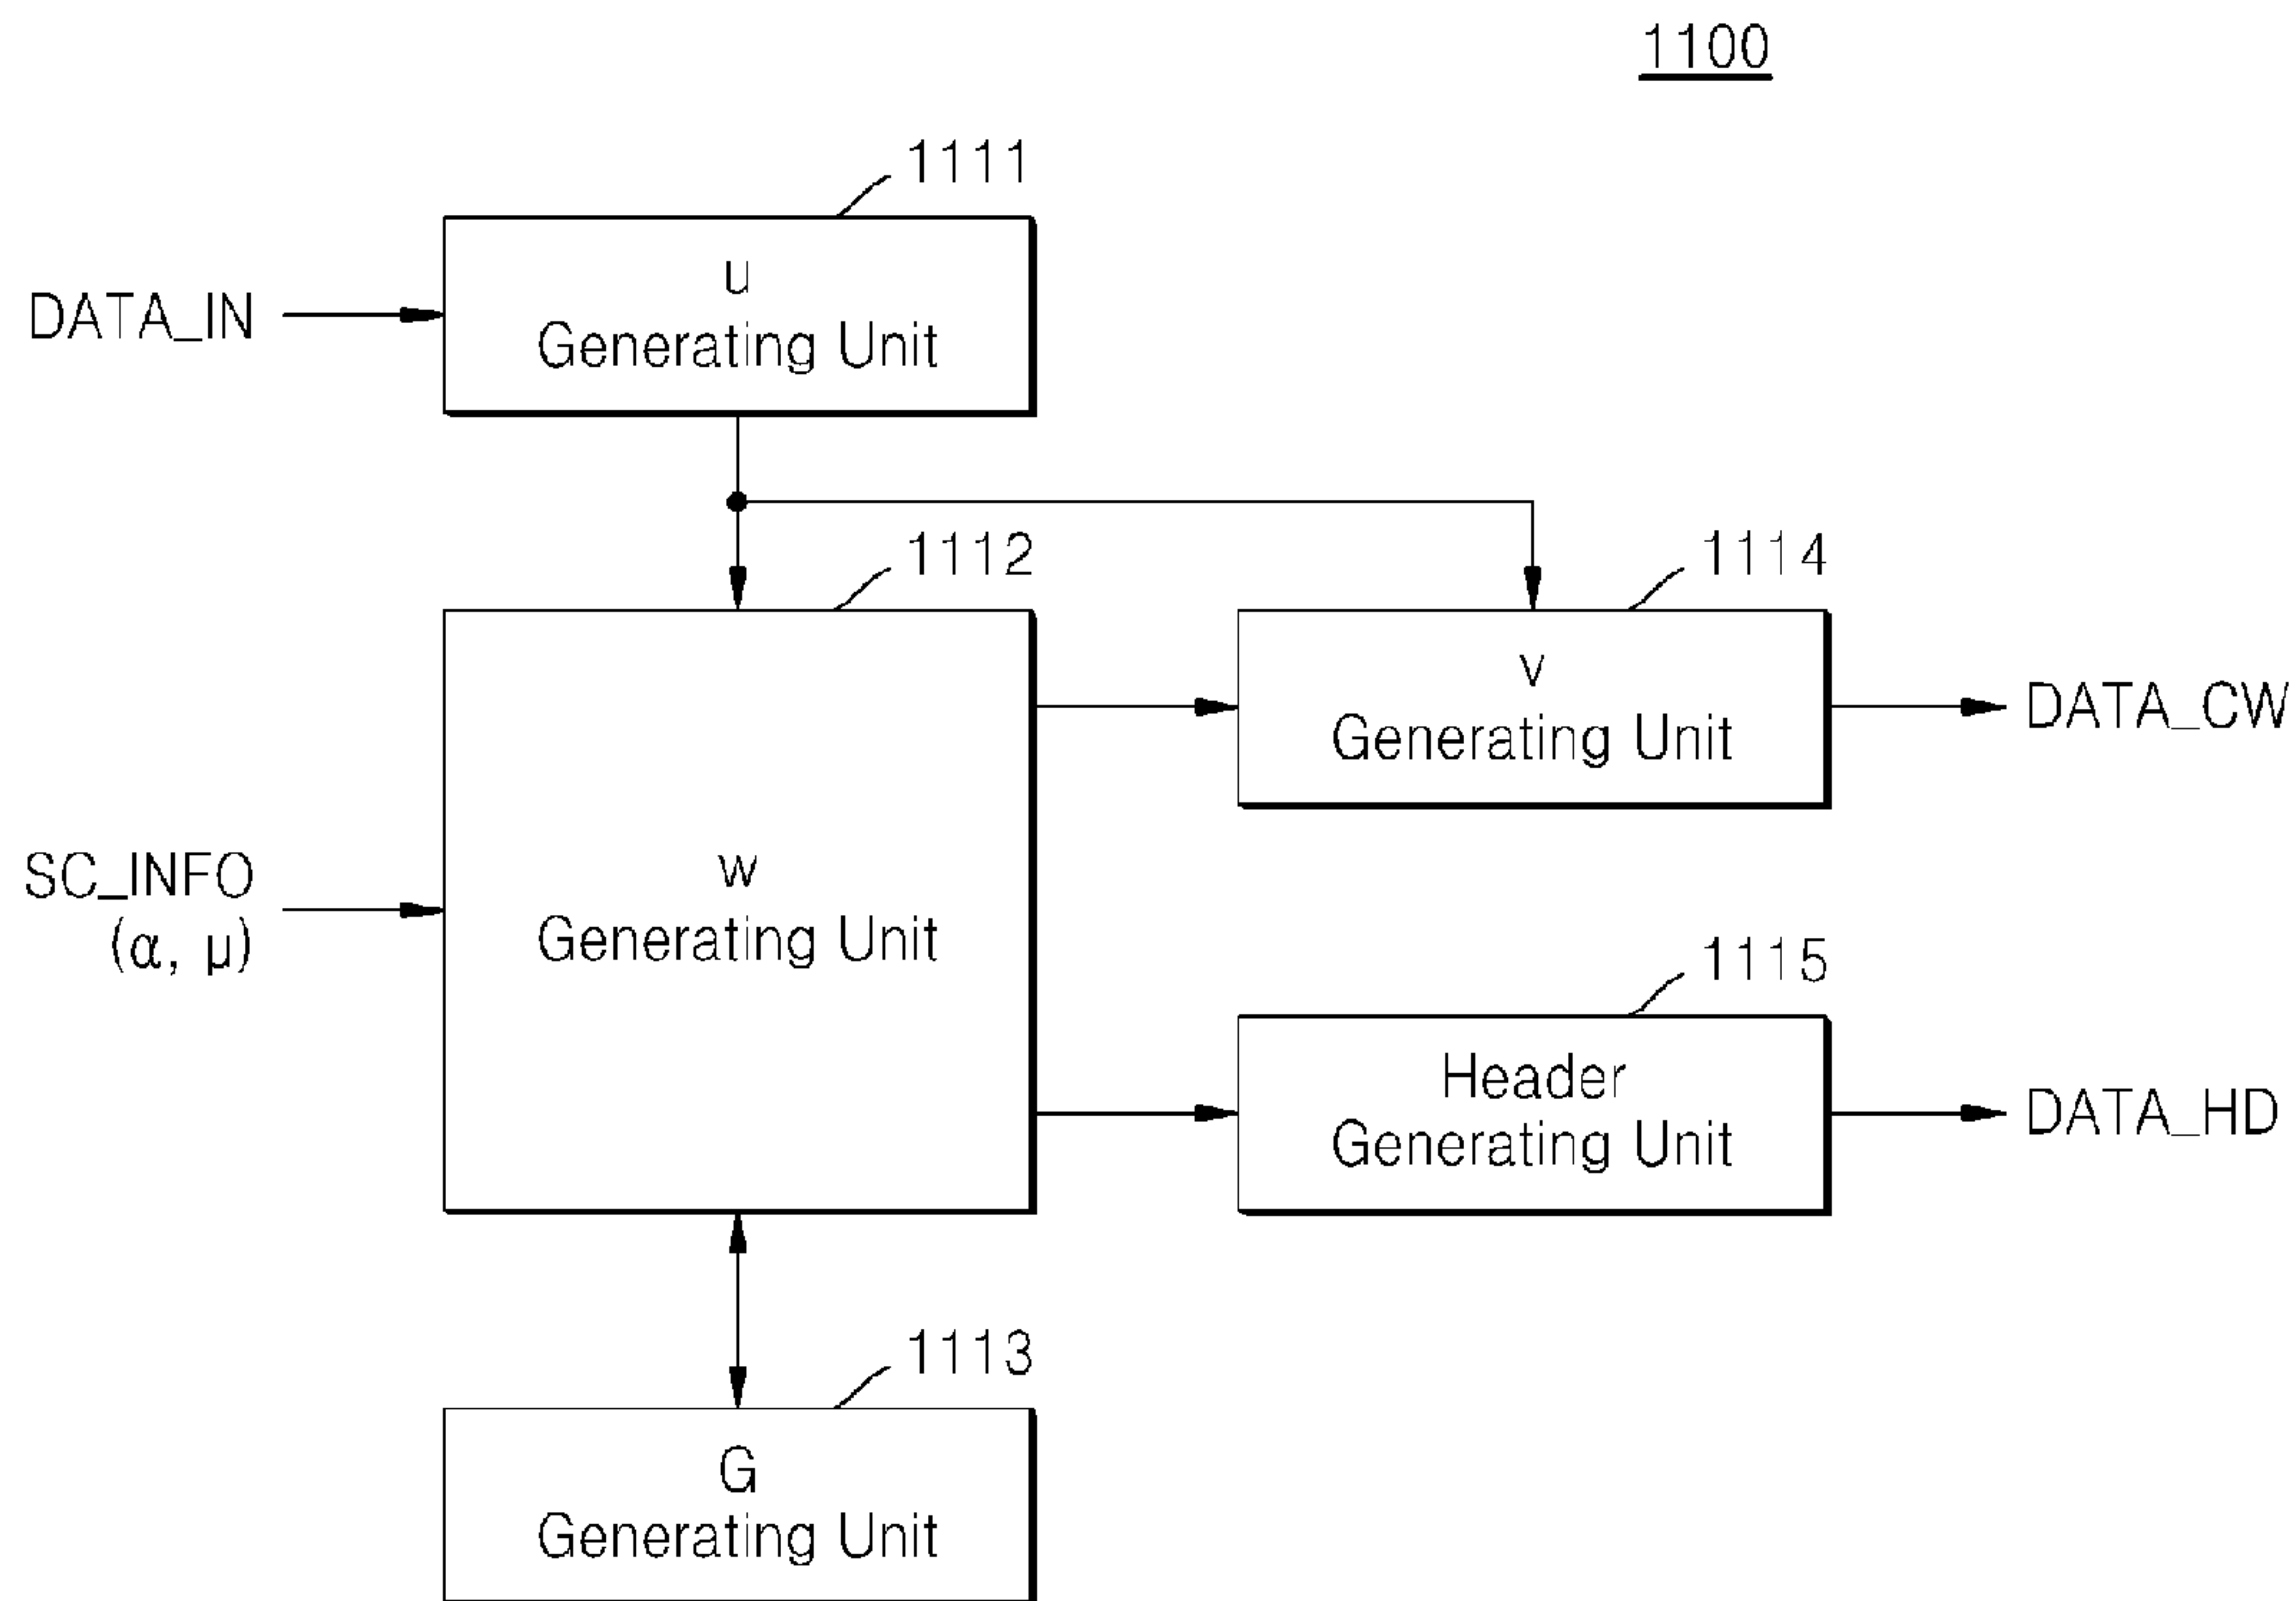 1100
1111
DATA_IN
u
Generating Unit
1112
1114
v
Generating Unit
DATA_CW
SC_INFO
(α, μ)
w
Generating Unit
1115
Header
Generating Unit
DATA_HD
1113
G
Generating Unit